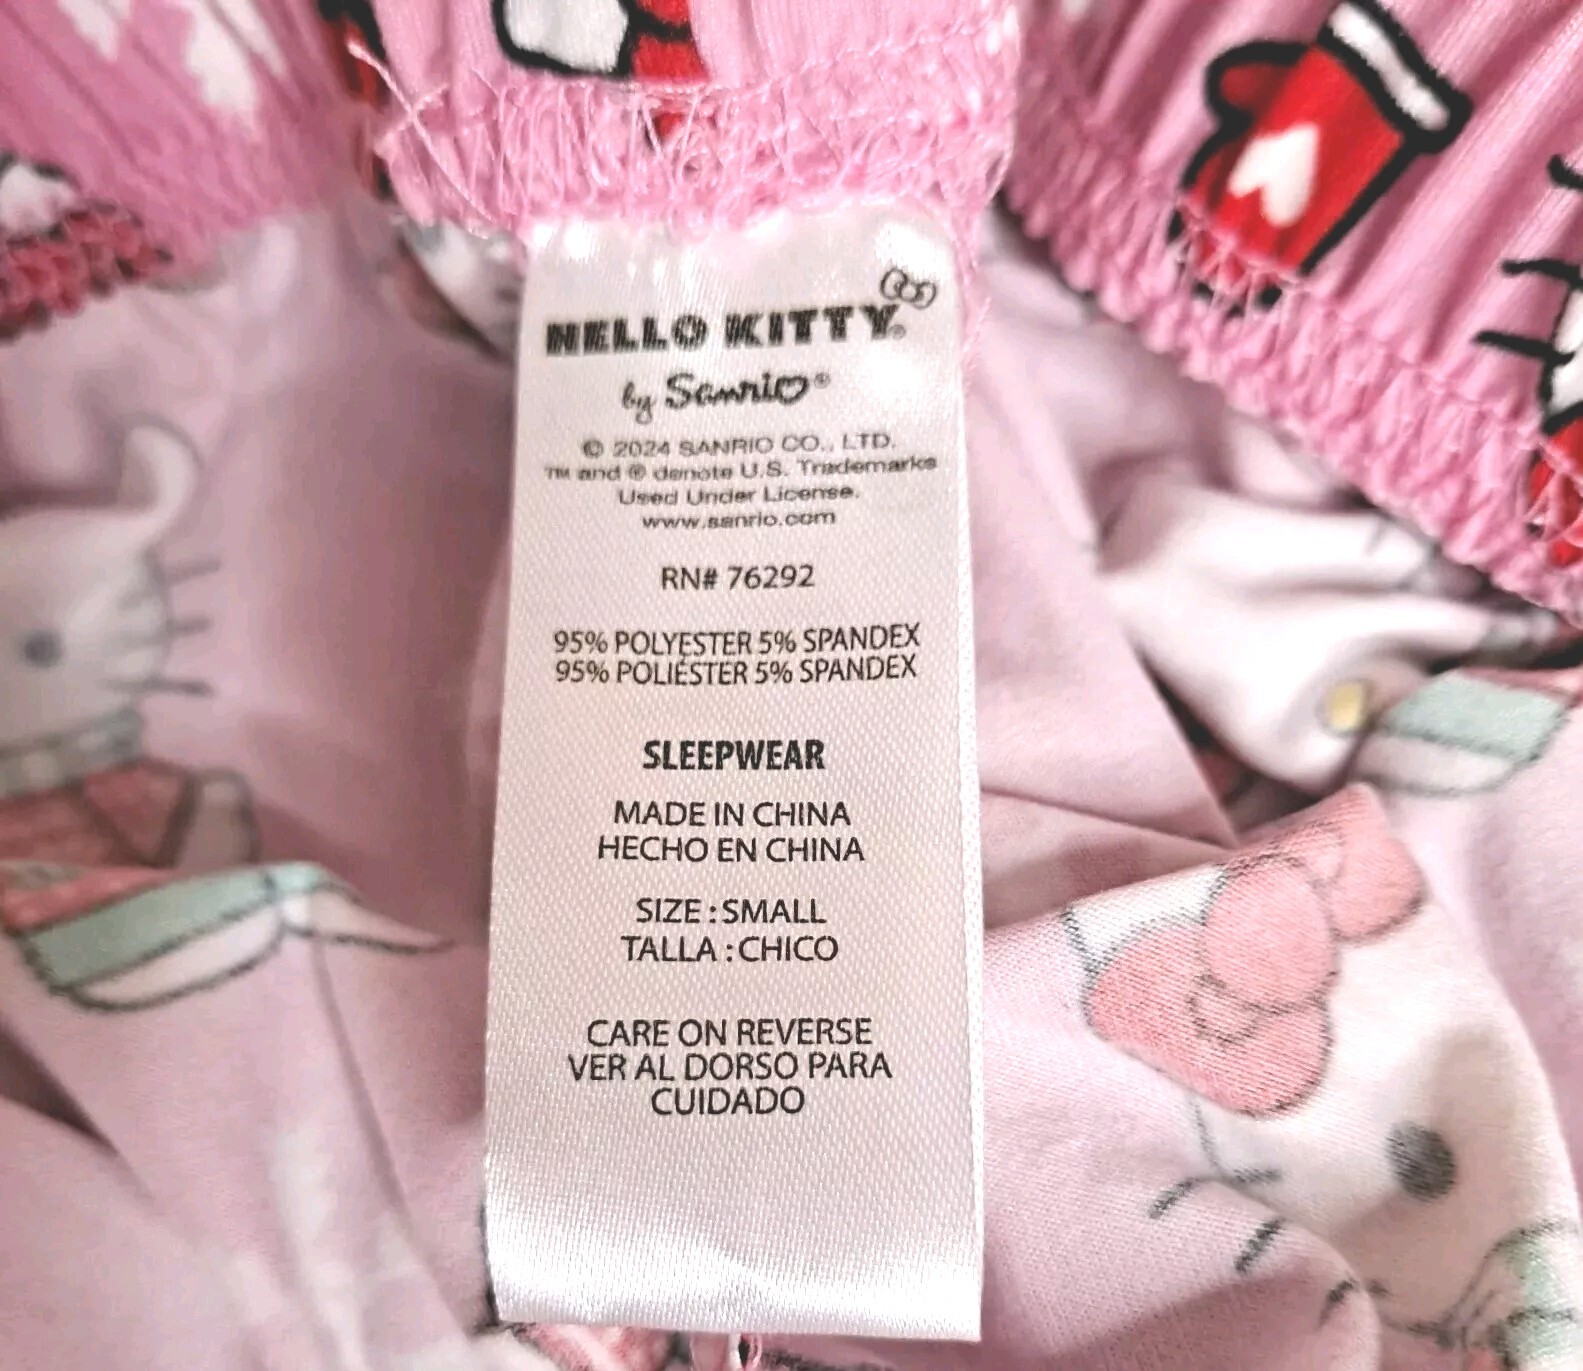 HELLO KITTY®
by Sanrio®
© 2024 SANRIO CO., LTD.
TM and ® denote U.S. Trademarks
Used Under License.
www.sanrio.com
RN# 76292
95% POLYESTER 5% SPANDEX
95% POLIÉSTER 5% SPANDEX
SLEEPWEAR
MADE IN CHINA
HECHO EN CHINA
SIZE : SMALL
TALLA : CHICO
CARE ON REVERSE
VER AL DORSO PARA
CUIDADO